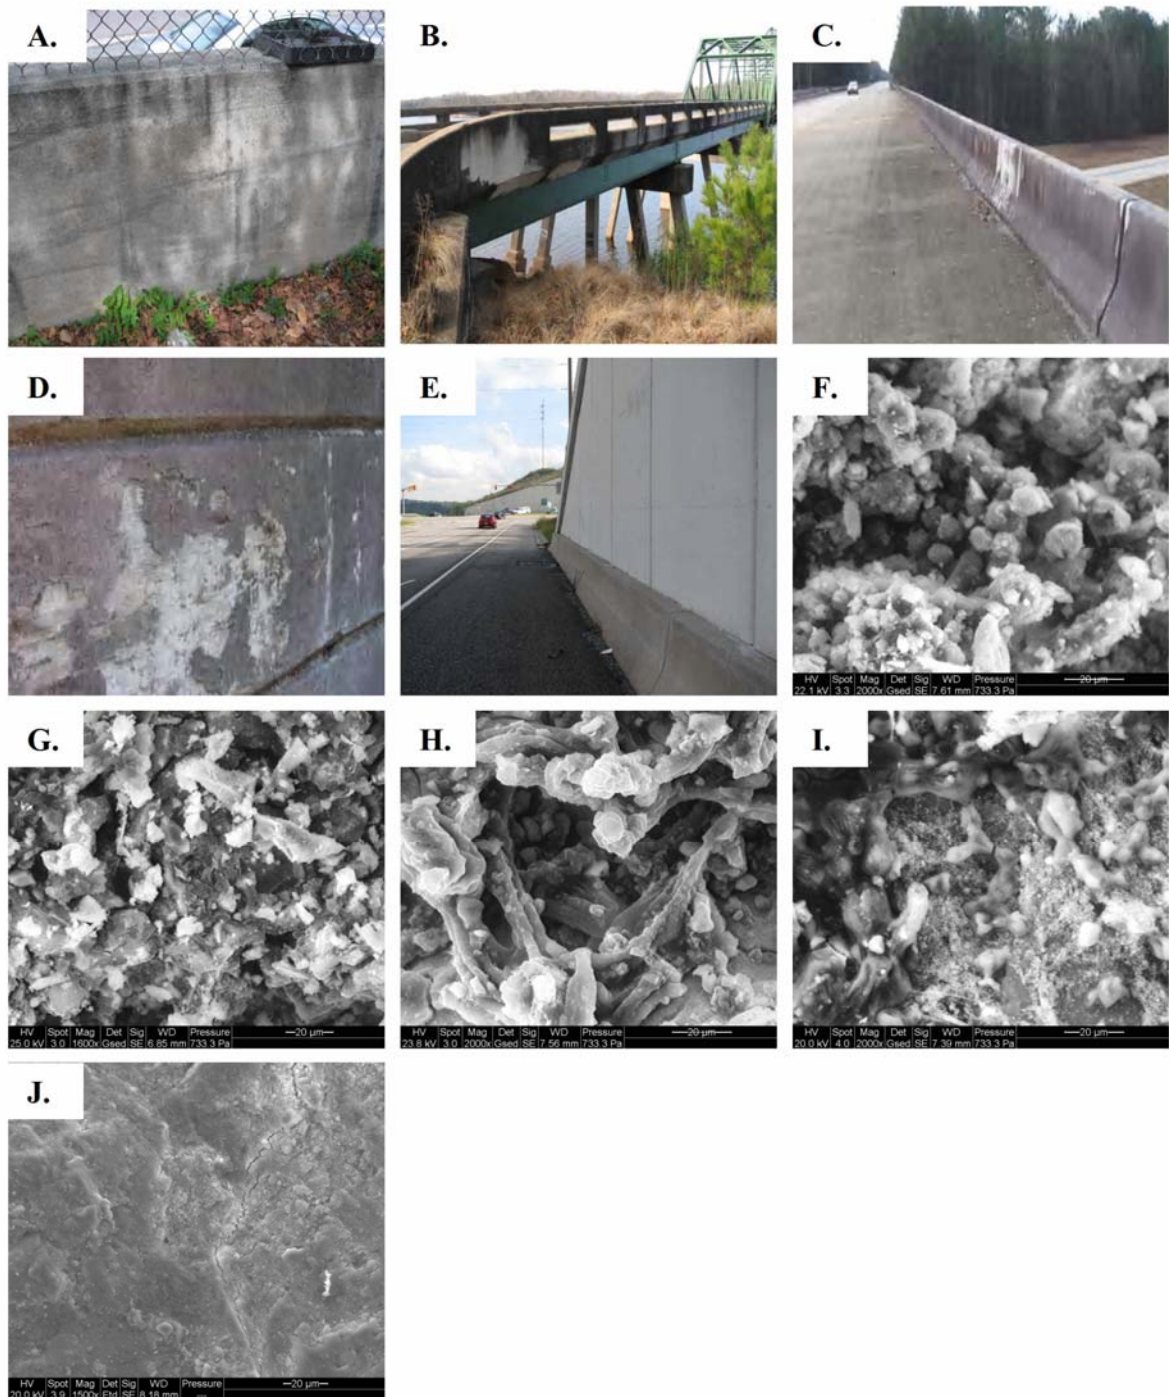 A.
B.
C.
D.
E.
F.
HV Spot Mag Det Sig WD Pressure 20 µm
22.1 kV 3.3 2000x Gsed SE 7.61 mm 733.3 Pa
G.
H.
I.
HV Spot Mag Det Sig WD Pressure 20 µm
25.0 kV 3.0 1600x Gsed SE 6.85 mm 733.3 Pa
HV Spot Mag Det Sig WD Pressure 20 µm
23.8 kV 3.0 2000x Gsed SE 7.56 mm 733.3 Pa
HV Spot Mag Det Sig WD Pressure 20 µm
20.0 kV 4.0 2000x Gsed SE 7.39 mm 733.3 Pa
J.
HV Spot Mag Det Sig WD Pressure 20 µm
20.0 kV 3.9 1500x Etd SE 8.18 mm ---